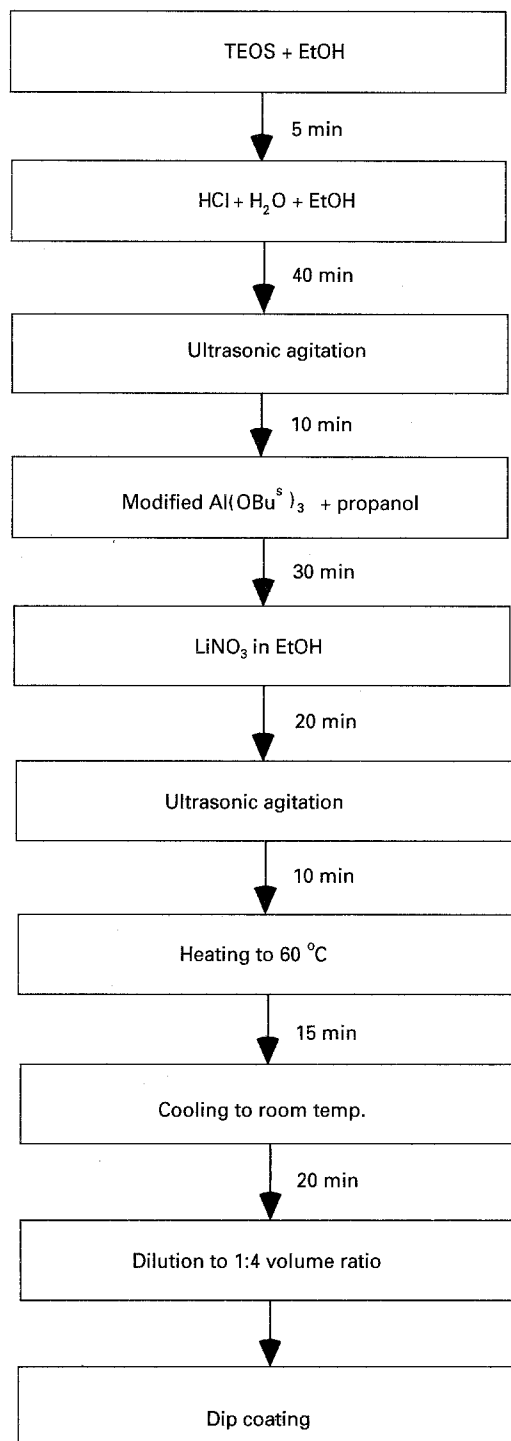 TEOS + EtOH
5 min
HCl + H₂O + EtOH
40 min
Ultrasonic agitation
10 min
Modified Al(OBuˢ)₃ + propanol
30 min
LiNO₃ in EtOH
20 min
Ultrasonic agitation
10 min
Heating to 60 °C
15 min
Cooling to room temp.
20 min
Dilution to 1:4 volume ratio
Dip coating